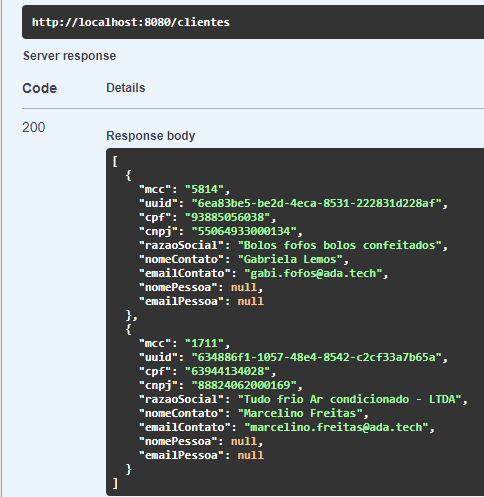 http://localhost:8080/clientes
Server response
Code Details
200
Response body
[
{
"mcc": "5814",
"uuid": "6ea83be5-be2d-4eca-8531-222831d228af",
"cpf": "93885056038",
"cnpj": "55064933000134",
"razaoSocial": "Bolos fofos bolos confeitados",
"nomeContato": "Gabriela Lemos",
"emailContato": "gabi.fofos@ada.tech",
"nomePessoa": null,
"emailPessoa": null
},
{
"mcc": "1711",
"uuid": "634886f1-1057-48e4-8542-c2cf33a7b65a",
"cpf": "63944134028",
"cnpj": "88824062000169",
"razaoSocial": "Tudo frio Ar condicionado - LTDA",
"nomeContato": "Marcelino Freitas",
"emailContato": "marcelino.freitas@ada.tech",
"nomePessoa": null,
"emailPessoa": null
}
]